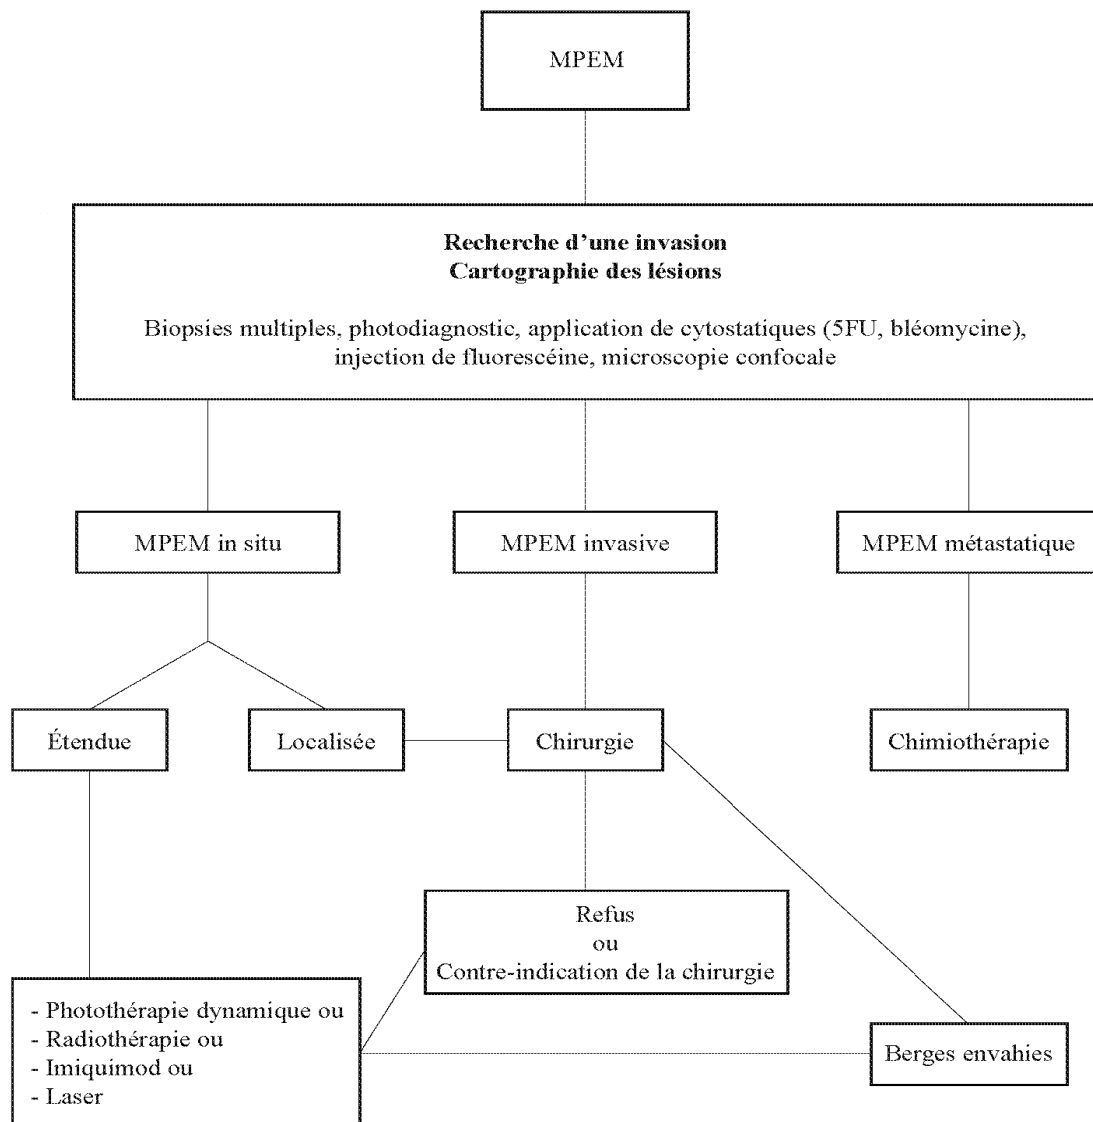 MPEM
Recherche d'une invasion
Cartographie des lésions
Biopsies multiples, photodiagnostic, application de cytostatiques (5FU, bléomycine),
injection de fluorescéine, microscopie confocale
MPEM in situ
MPEM invasive
MPEM métastatique
Étendue
Localisée
Chirurgie
Chimiothérapie
Refus
ou
Contre-indication de la chirurgie
- Photothérapie dynamique ou
- Radiothérapie ou
- Imiquimod ou
- Laser
Berges envahies